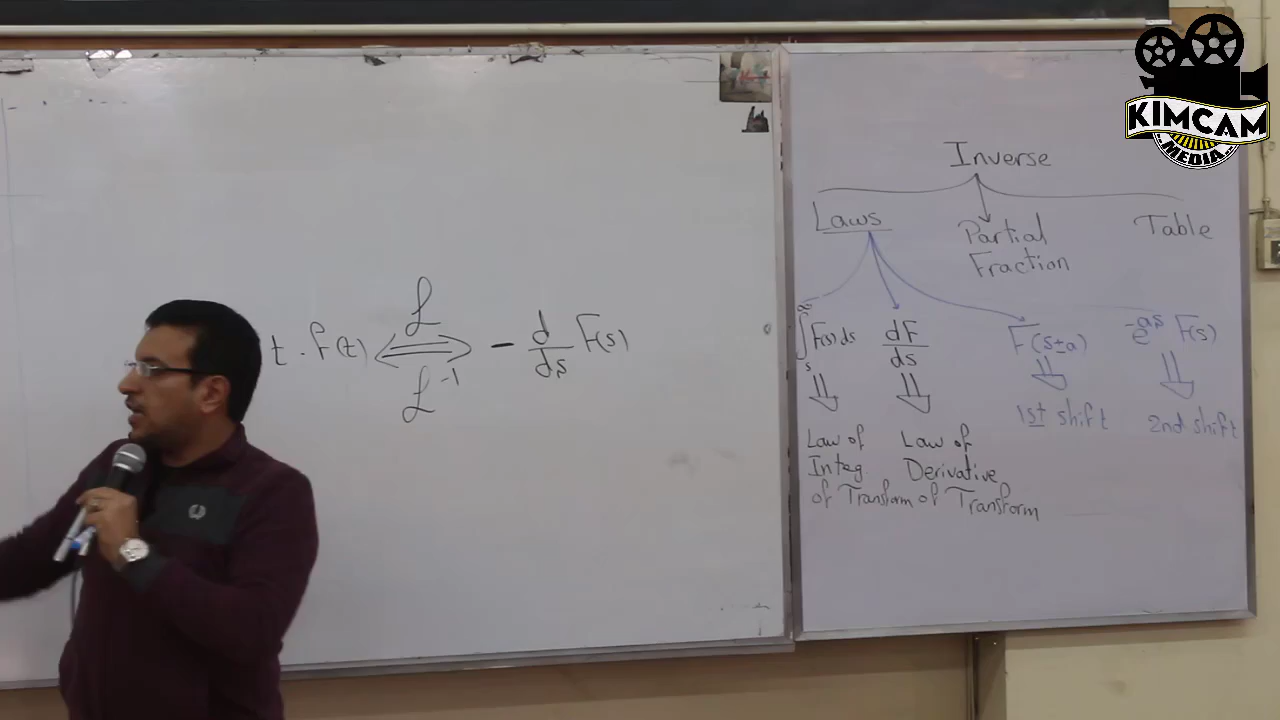 KIMCAM
MEDIA
ℒ
t . f(t) ⟺ - d/ds F(s)
ℒ⁻¹
Inverse
Laws Partial Fraction Table
∫ₛ^∞ F(s) ds
dF/ds
F(s±a)
e^-as F(s)
Law of
Integ.
of Transform
Law of
Derivative
of Transform
1st shift
2nd shift